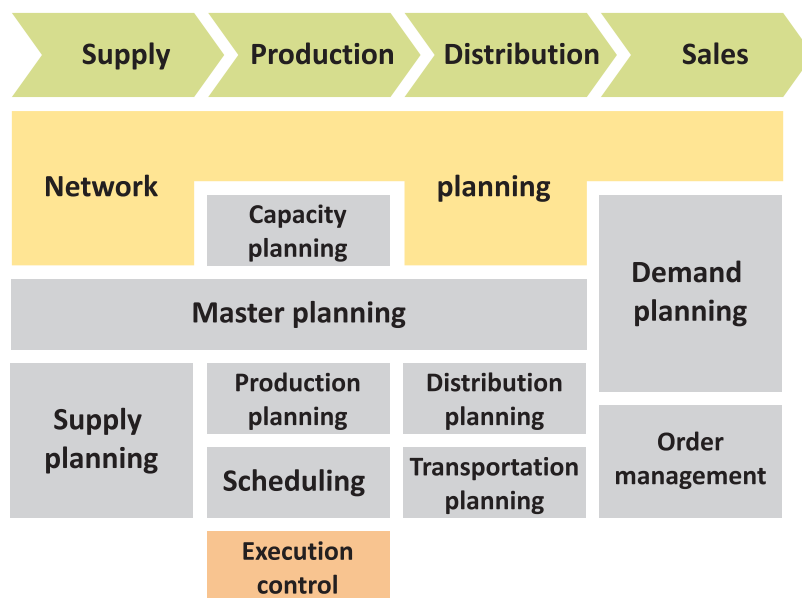 Supply
Production
Distribution
Sales
Network planning
Capacity
planning
Demand
planning
Master planning
Supply
planning
Production
planning
Distribution
planning
Order
management
Scheduling
Transportation
planning
Execution
control